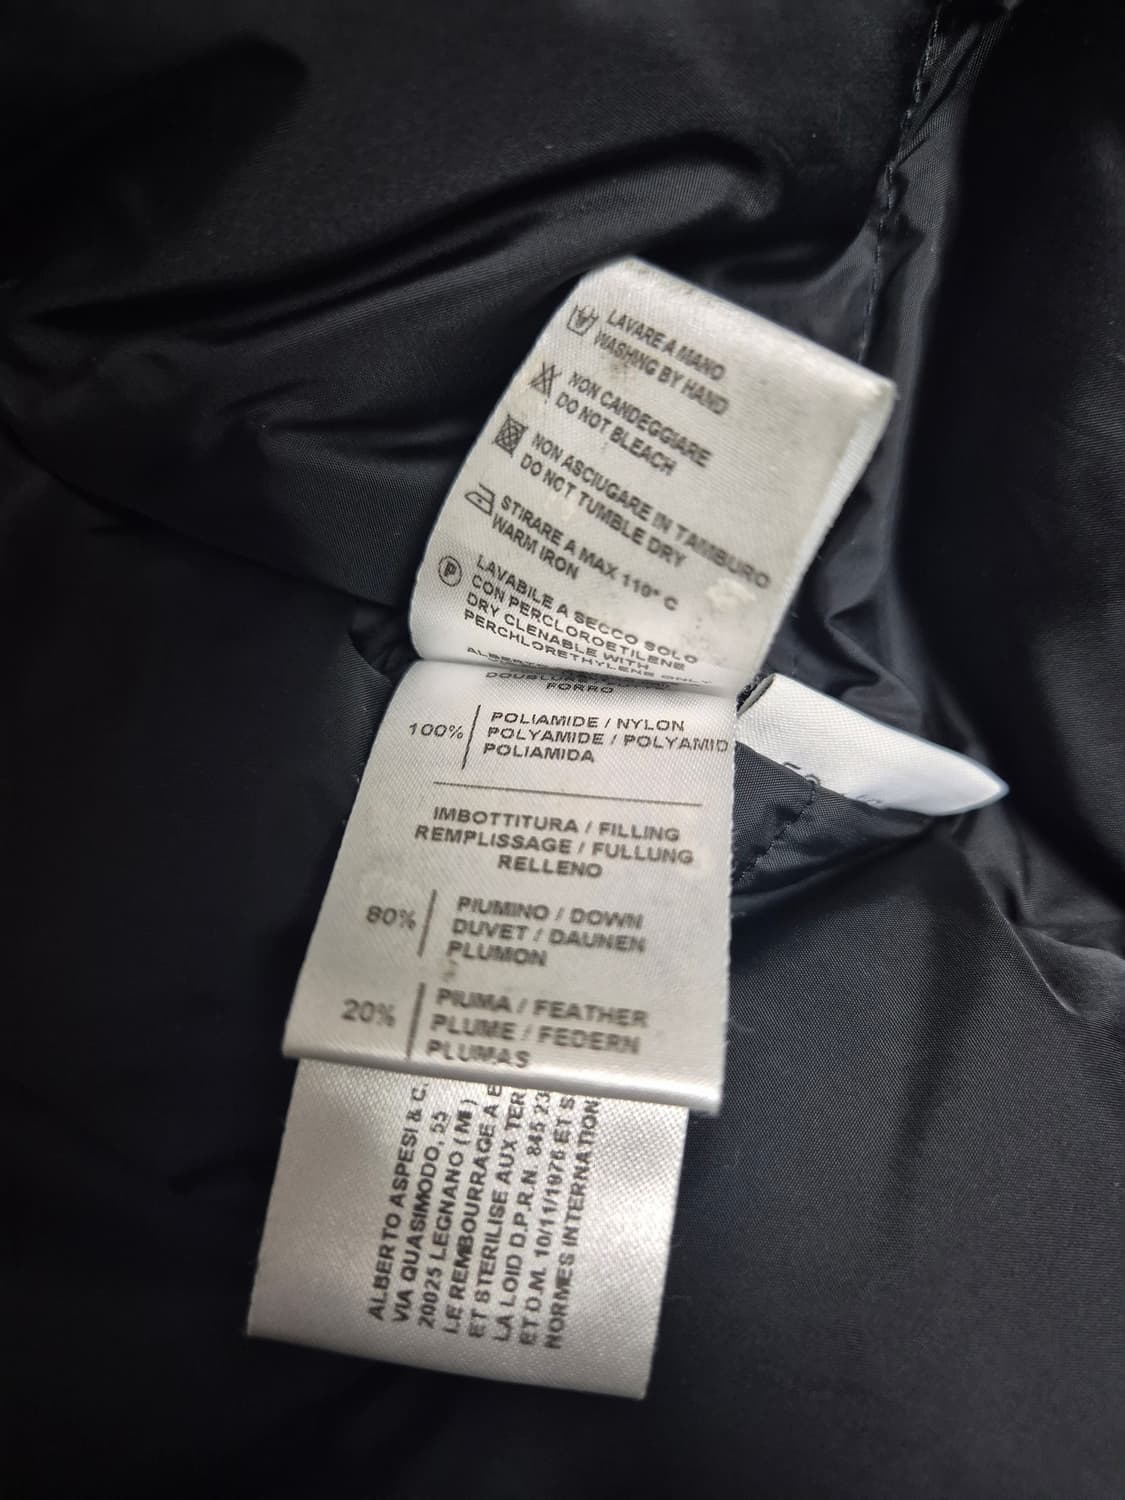 LAVARE A MANO
WASHING BY HAND
NON CANDEGGIARE
DO NOT BLEACH
NON ASCIUGARE IN TAMBURO
DO NOT TUMBLE DRY
STIRARE A MAX 110° C
WARM IRON
P
LAVABILE A SECCO SOLO
CON PERCLOROETILENE
DRY CLENABLE WITH
PERCHLORETHYLENE ONLY
FORRO
100%
POLIAMIDE / NYLON
POLYAMIDE / POLYAMID
POLIAMIDA
IMBOTTITURA / FILLING
REMPLISSAGE / FULLUNG
RELLENO
80%
PIUMINO / DOWN
DUVET / DAUNEN
PLUMON
20%
PIUMA / FEATHER
PLUME / FEDERN
PLUMAS
ALBERTO ASPESI & C.
VIA QUASIMODO, 55
20025 LEGNANO ( MI )
LE REMBOURRAGE A E
ET STERILISE AUX TER
LA LOID D.P.R.N. 845 23
ET D.M. 10/11/1976 ET S
NORMES INTERNATION